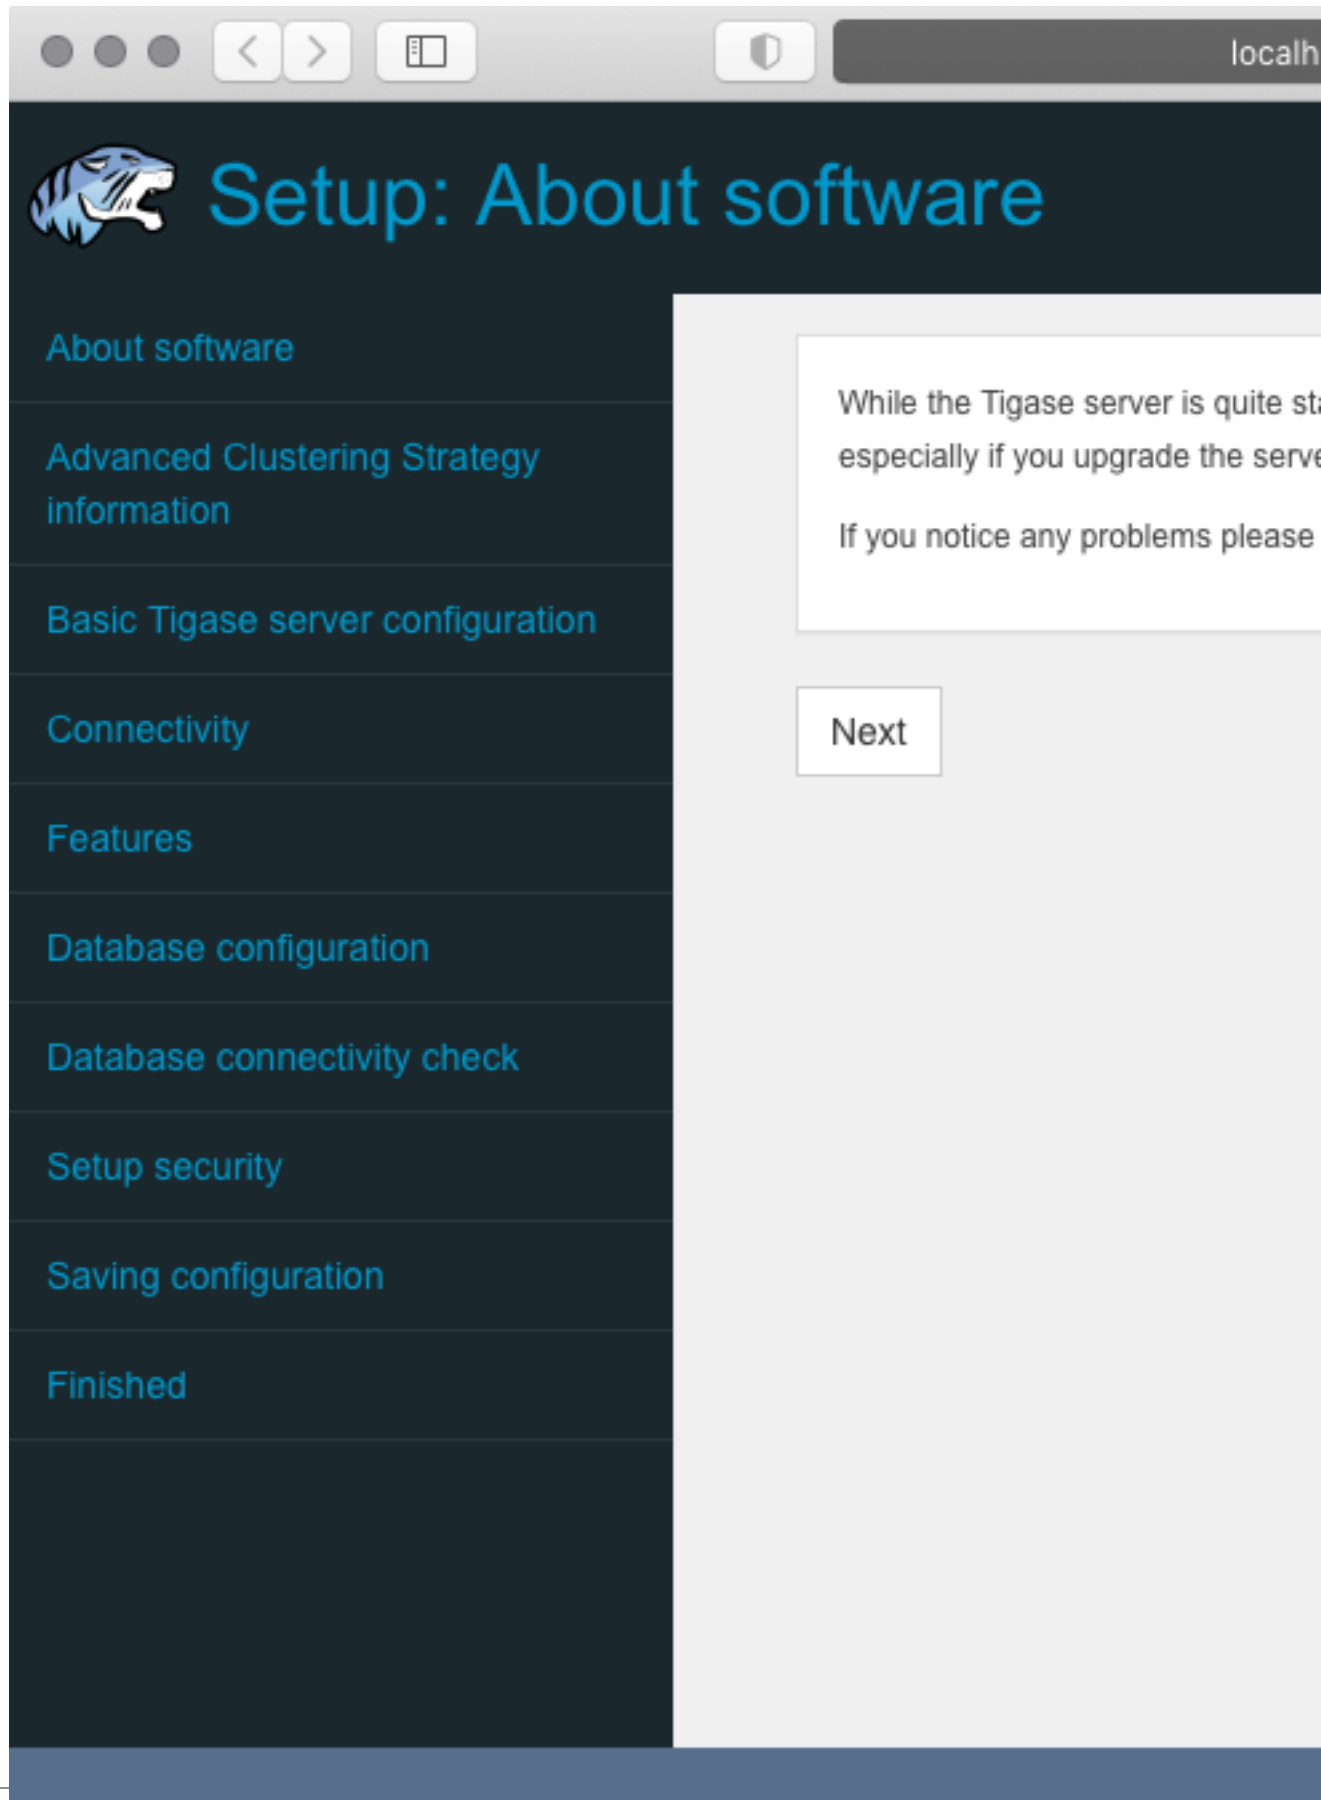 localh
Setup: About software
About software
Advanced Clustering Strategy
information
Basic Tigase server configuration
Connectivity
Features
Database configuration
Database connectivity check
Setup security
Saving configuration
Finished
While the Tigase server is quite sta
especially if you upgrade the serve
If you notice any problems please
Next